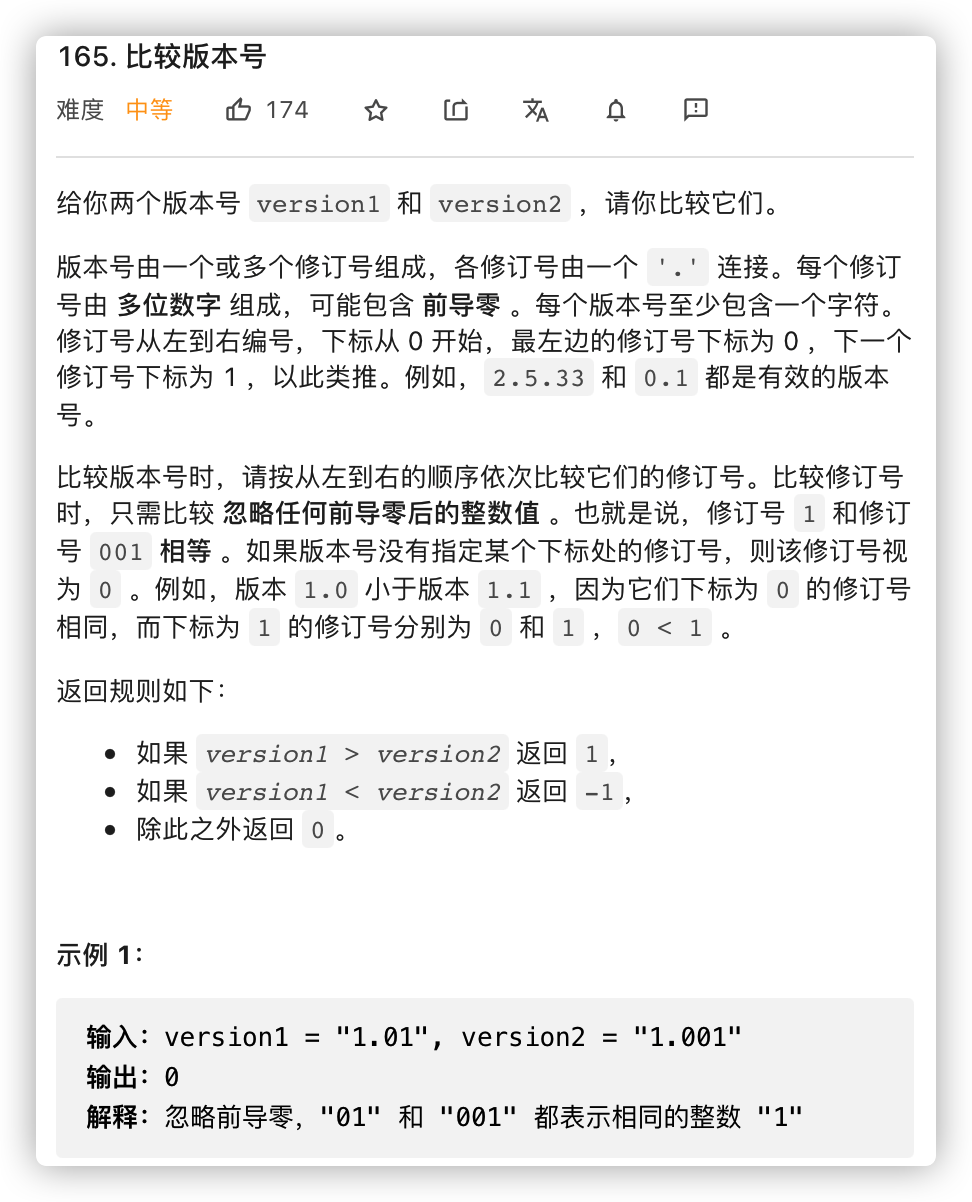 165. 比较版本号
难度 中等 174
给你两个版本号 version1 和 version2 ，请你比较它们。
版本号由一个或多个修订号组成，各修订号由一个 '.' 连接。每个修订
号由 多位数字 组成，可能包含 前导零 。每个版本号至少包含一个字符。
修订号从左到右编号，下标从 0 开始，最左边的修订号下标为 0 ，下一个
修订号下标为 1 ，以此类推。例如， 2.5.33 和 0.1 都是有效的版本
号。
比较版本号时，请按从左到右的顺序依次比较它们的修订号。比较修订号
时，只需比较 忽略任何前导零后的整数值 。也就是说，修订号 1 和修订
号 001 相等 。如果版本号没有指定某个下标处的修订号，则该修订号视
为 0 。例如，版本 1.0 小于版本 1.1 ，因为它们下标为 0 的修订号
相同，而下标为 1 的修订号分别为 0 和 1 ， 0 < 1 。
返回规则如下：
• 如果 version1 > version2 返回 1 ，
• 如果 version1 < version2 返回 -1 ，
• 除此之外返回 0 。
示例 1：
输入：version1 = "1.01", version2 = "1.001"
输出：0
解释：忽略前导零，"01" 和 "001" 都表示相同的整数 "1"